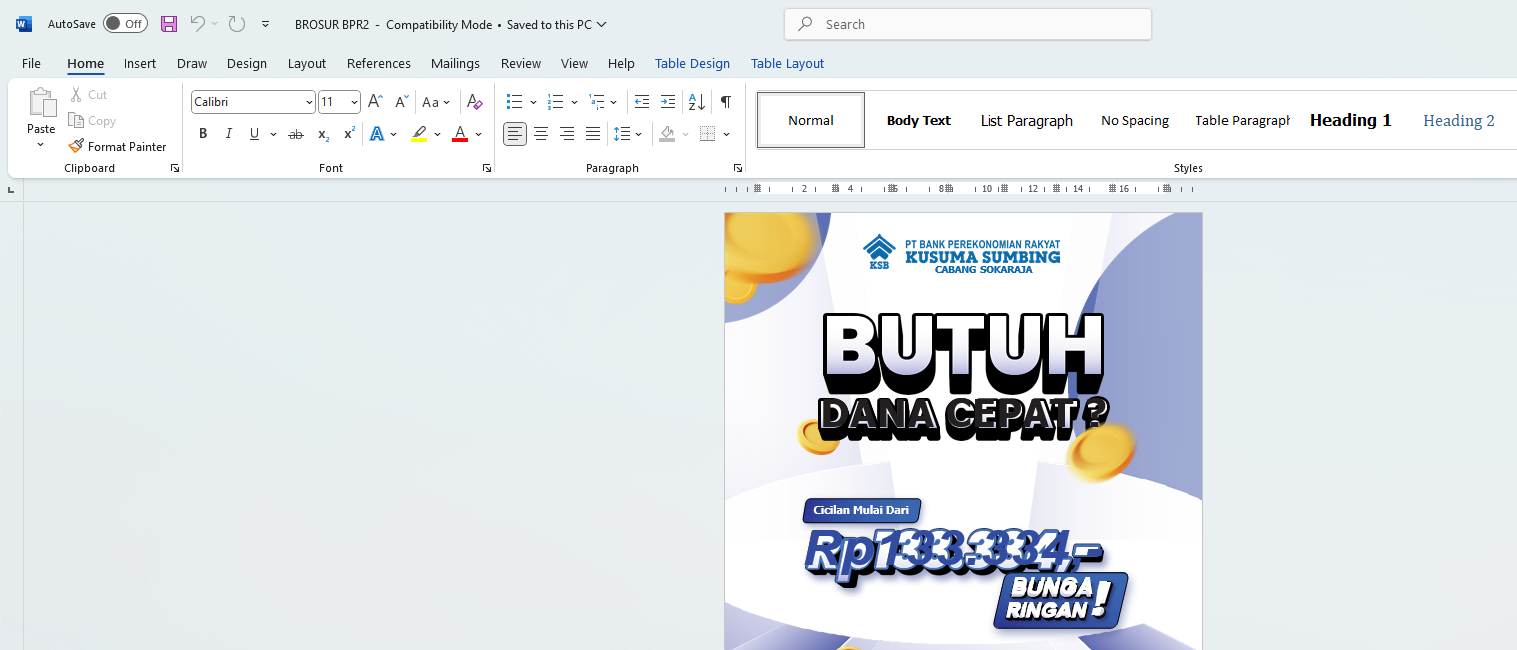 AutoSave Off BROSUR BPR2 - Compatibility Mode • Saved to this PC Search
File Home Insert Draw Design Layout References Mailings Review View Help Table Design Table Layout
Paste
Cut
Copy
Format Painter
Clipboard
Calibri 11
Font
Paragraph
Normal Body Text List Paragraph No Spacing Table Paragraph Heading 1 Heading 2
Styles
2 4 6 8 10 12 14 16
KSB
PT BANK PEREKONOMIAN RAKYAT
KUSUMA SUMBING
CABANG SOKARAJA
BUTUH
DANA CEPAT ?
Cicilan Mulai Dari
Rp133.334,-
BUNGA
RINGAN !